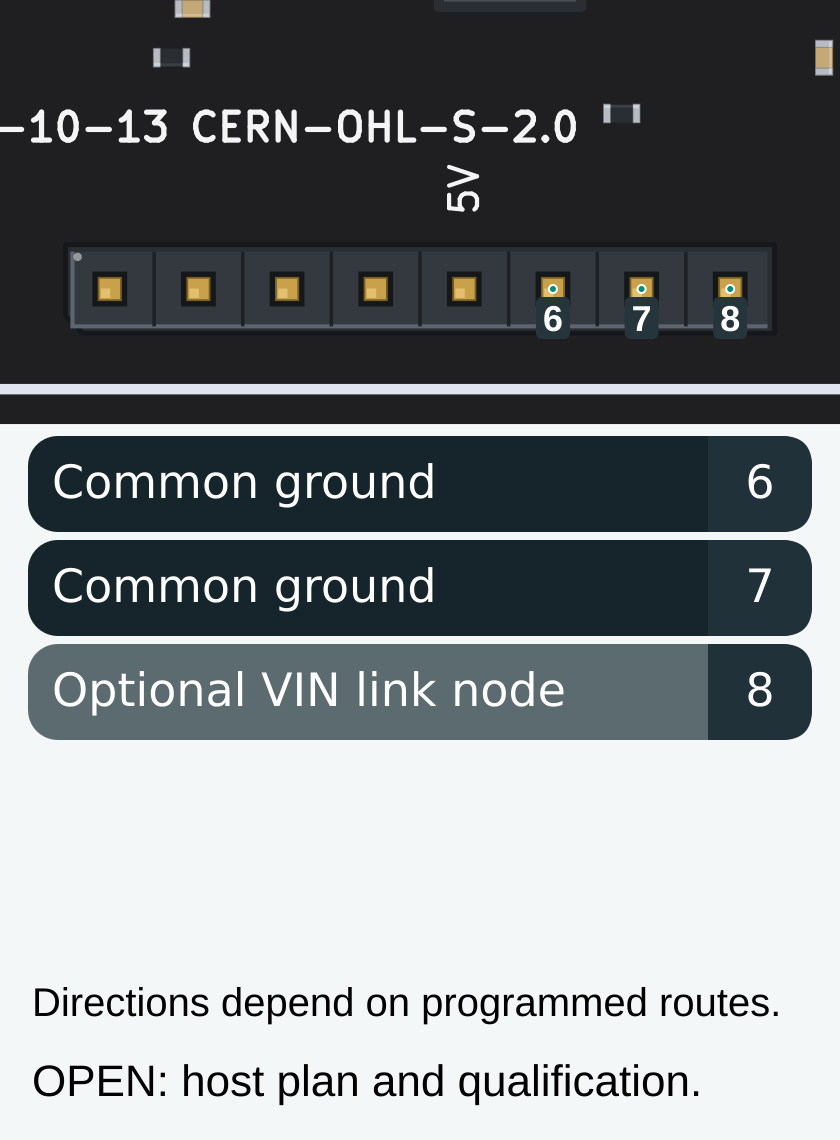 -10-13 CERN-OHL-S-2.0
5V
6 7 8
Common ground 6
Common ground 7
Optional VIN link node 8
Directions depend on programmed routes.
OPEN: host plan and qualification.